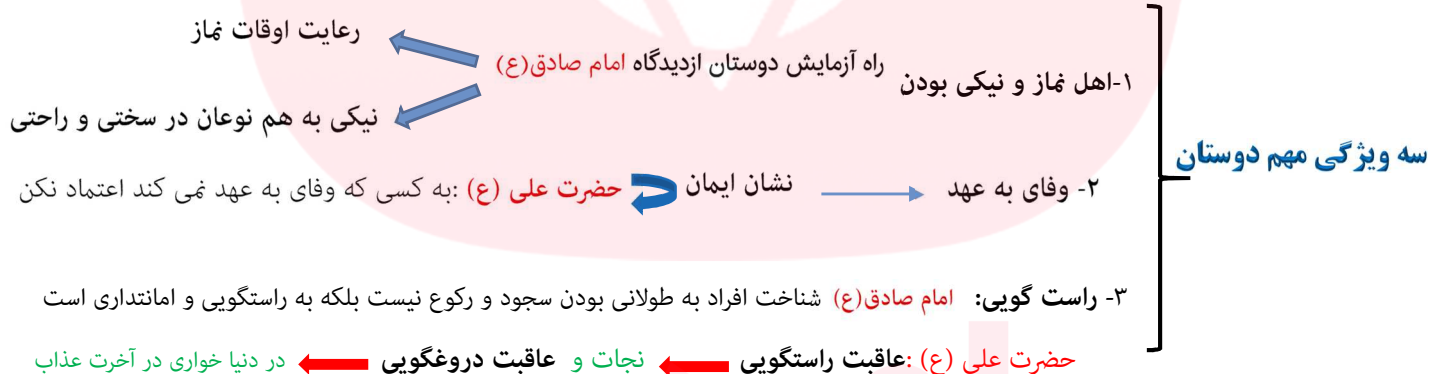 سه ویژگی مهم دوستان
۱-اهل نماز و نیکی بودن
راه آزمایش دوستان ازدیدگاه امام صادق(ع)
رعایت اوقات نماز
نیکی به هم نوعان در سختی و راحتی
۲- وفای به عهد نشان ایمان حضرت علی (ع) :به کسی که وفای به عهد نمی کند اعتماد نکن
۳- راست گویی: امام صادق(ع) شناخت افراد به طولانی بودن سجود و رکوع نیست بلکه به راستگویی و امانتداری است
حضرت علی (ع) :عاقبت راستگویی نجات و عاقبت دروغگویی در دنیا خواری در آخرت عذاب